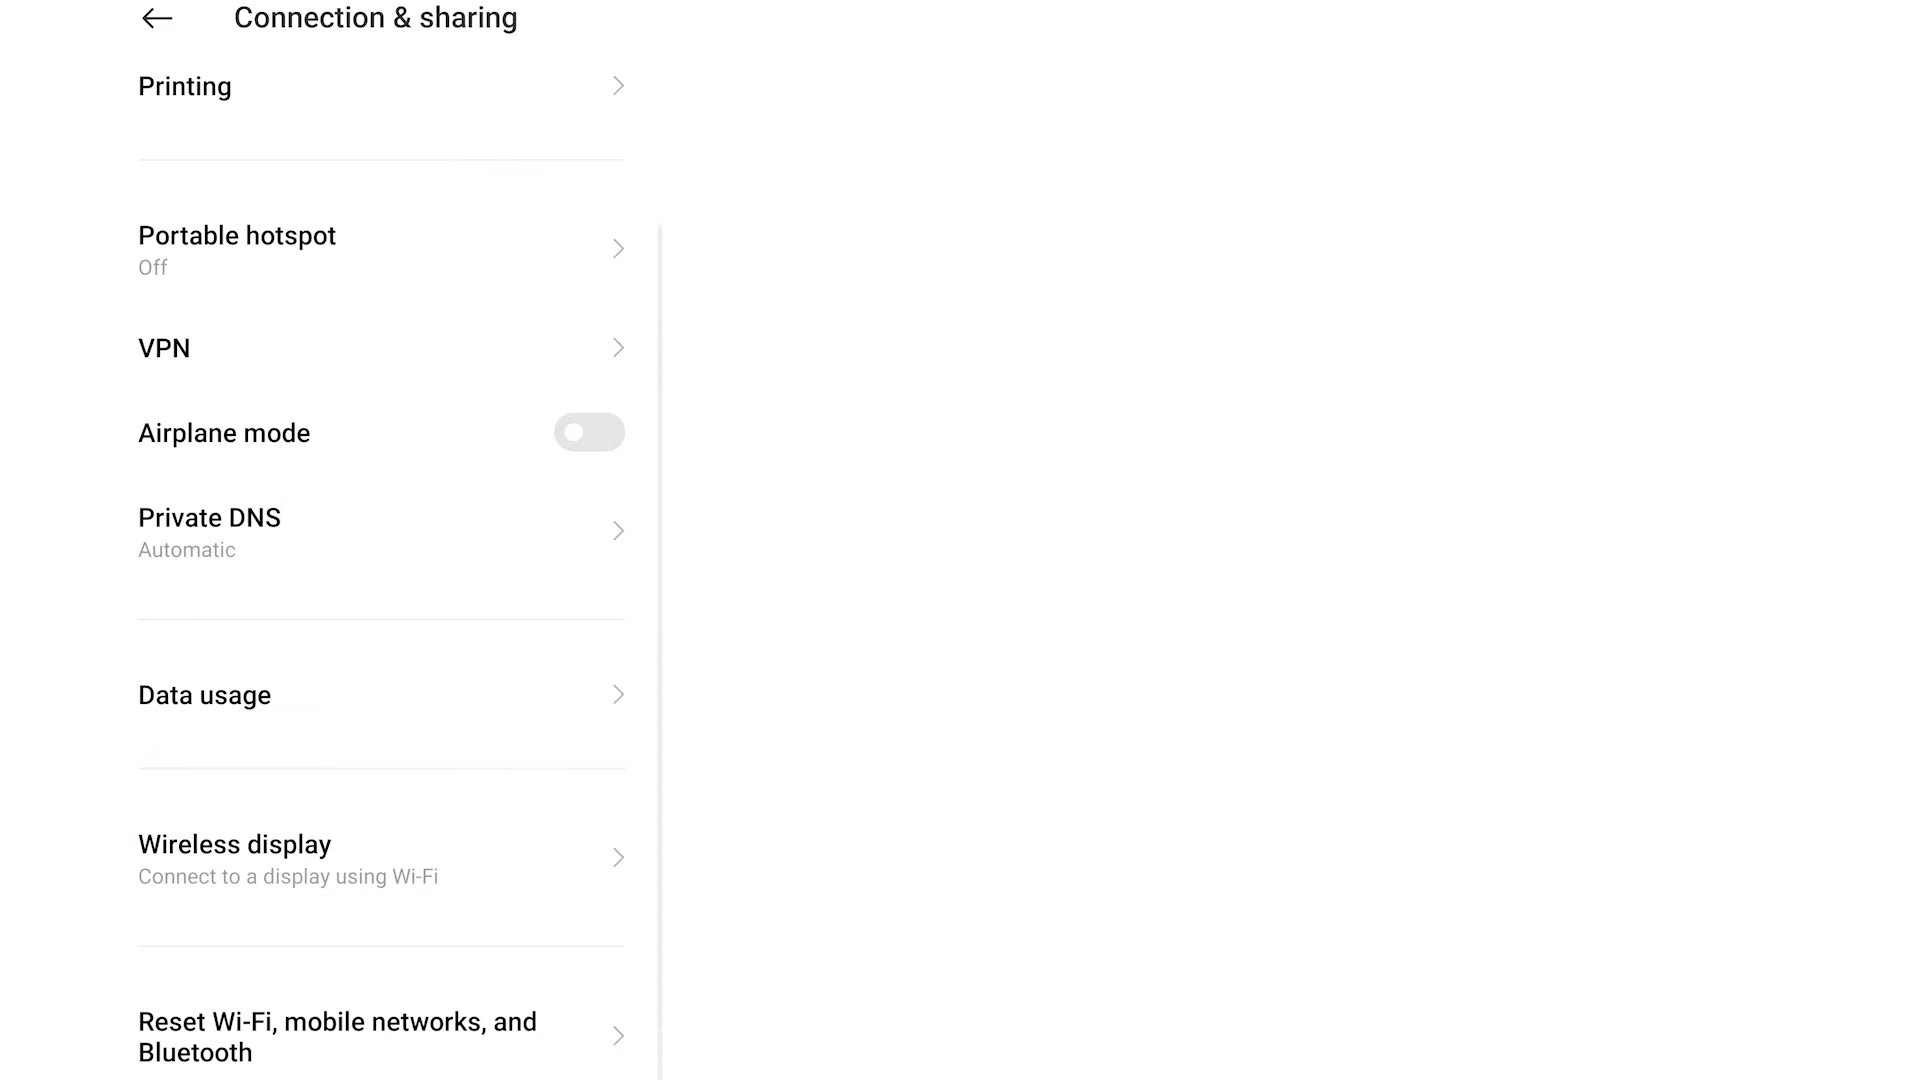 Connection & sharing
Printing
Portable hotspot
Off
VPN
Airplane mode
Private DNS
Automatic
Data usage
Wireless display
Connect to a display using Wi-Fi
Reset Wi-Fi, mobile networks, and
Bluetooth